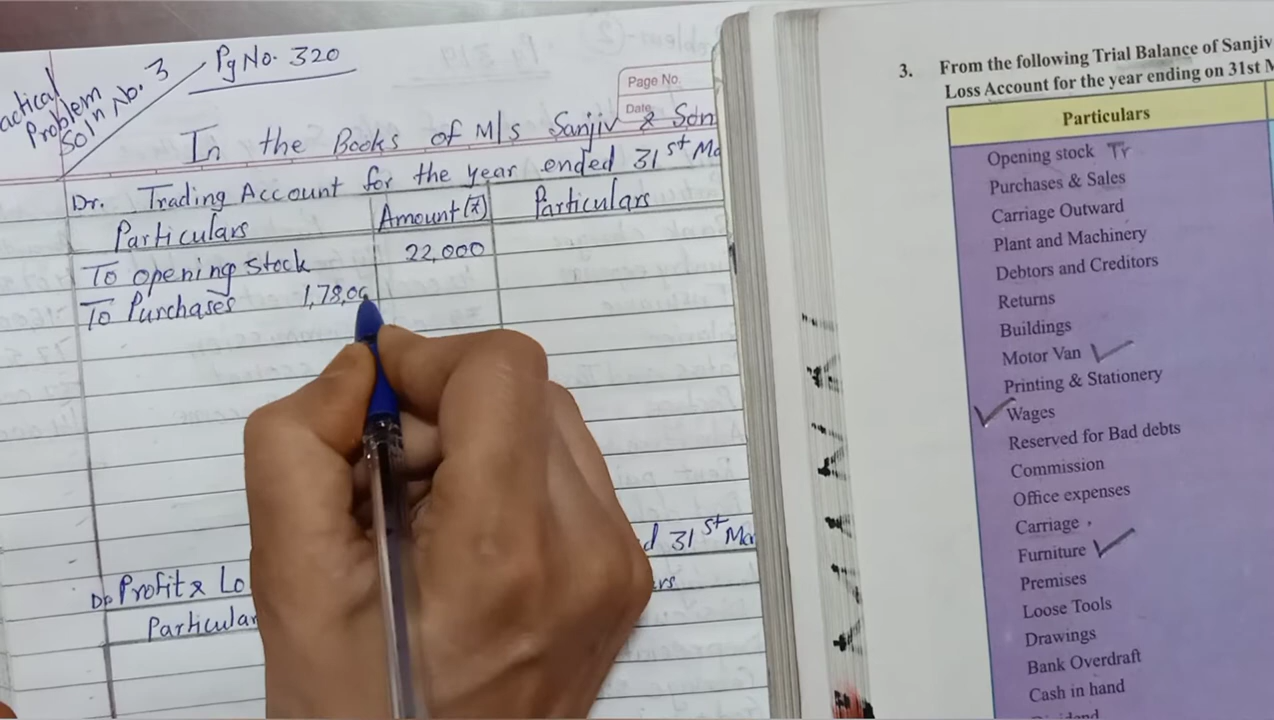 actical
Problem
Soln No. 3
Pg No. 320
Page No.
Date
In the Books of M/s Sanjiv & Son
Dr. Trading Account for the year ended 31st Ma
Particulars Amount(₹) Particulars
To opening stock 22,000
To Purchases 1,78,00
d 31st Mar
Dr Profit & Lo
Particular
ars
3. From the following Trial Balance of Sanjiv
Loss Account for the year ending on 31st M
Particulars
Opening stock Tr
Purchases & Sales
Carriage Outward
Plant and Machinery
Debtors and Creditors
Returns
Buildings
Motor Van
Printing & Stationery
Wages
Reserved for Bad debts
Commission
Office expenses
Carriage
Furniture
Premises
Loose Tools
Drawings
Bank Overdraft
Cash in hand